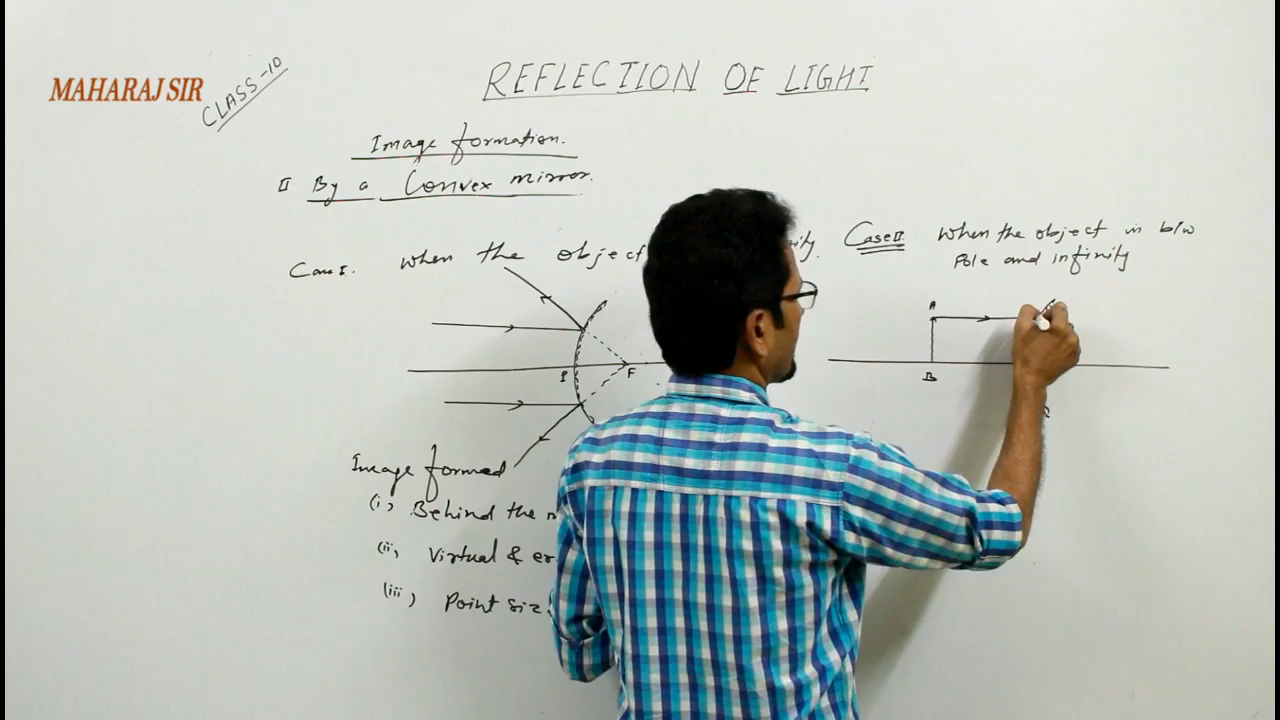 MAHARAJ SIR
CLASS-10
REFLECTION OF LIGHT
Image formation.
II By a Convex mirror.
Case I. When the object
Case II When the object in b/w
Pole and infinity
P
F
A
B
Image formed
(i) Behind the
(ii) Virtual &
(iii) Point